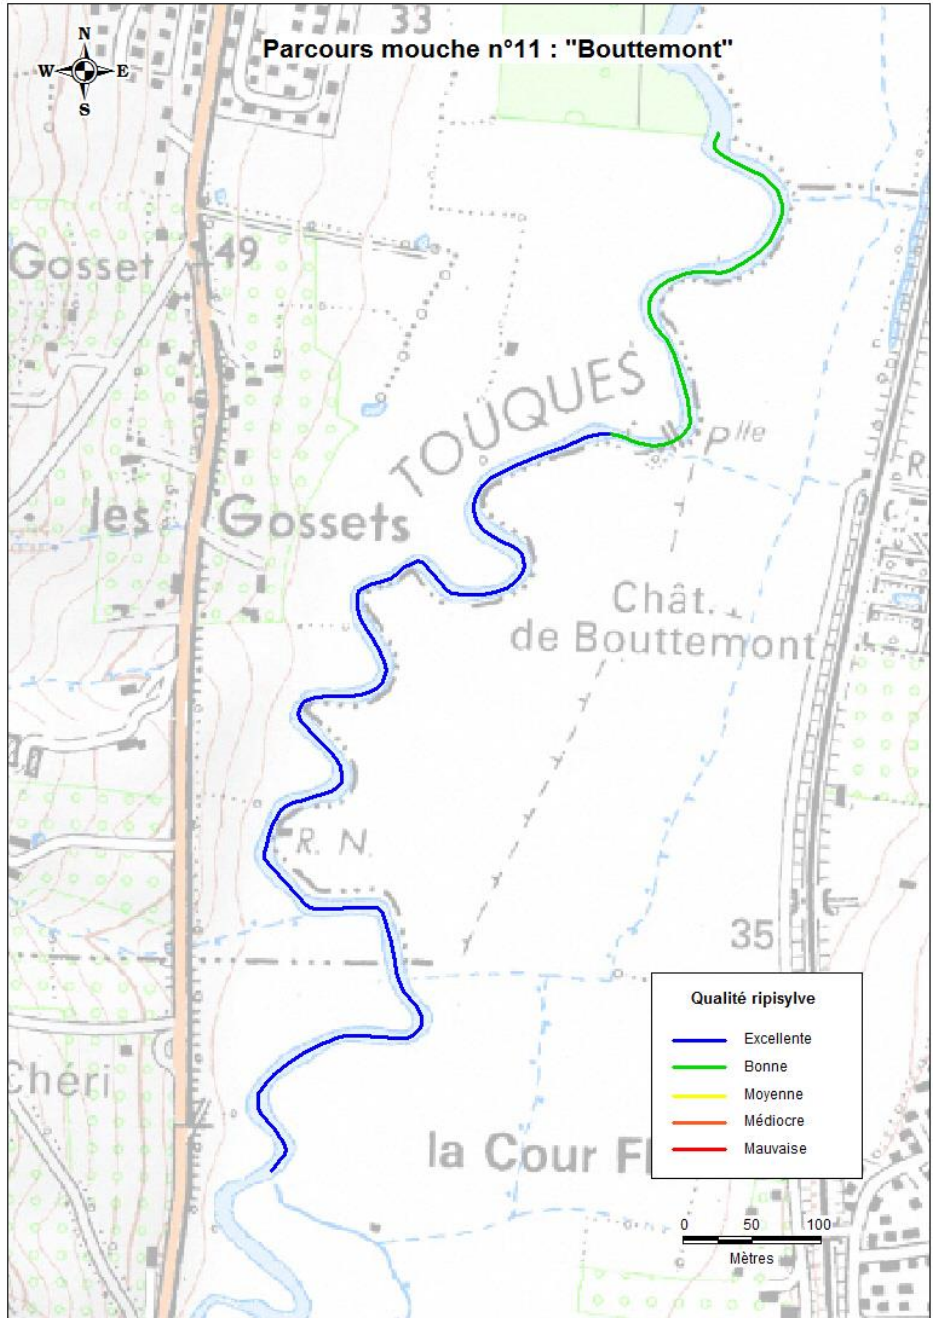 33
Parcours mouche n°11 : "Bouttemont"
N
W E
S
Gosset
49
TOUQUES
Plle
R
les Gossets
Chât.
de Bouttemont
R. N.
35
Qualité ripisylve
Excellente
Bonne
Moyenne
Médiocre
Mauvaise
Chéri
la Cour Fl
0 50 100
Mètres